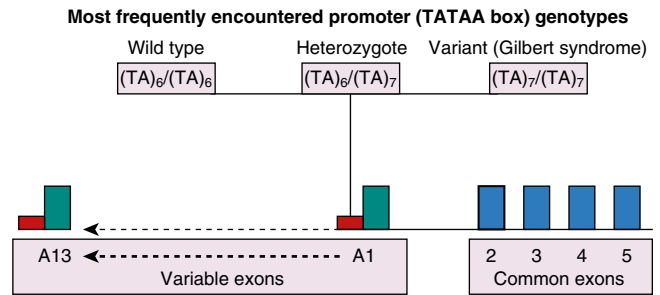 Most frequently encountered promoter (TATAA box) genotypes
Wild type Heterozygote Variant (Gilbert syndrome)
(TA)₆/(TA)₆ (TA)₆/(TA)₇ (TA)₇/(TA)₇
A13 A1 2 3 4 5
Variable exons Common exons